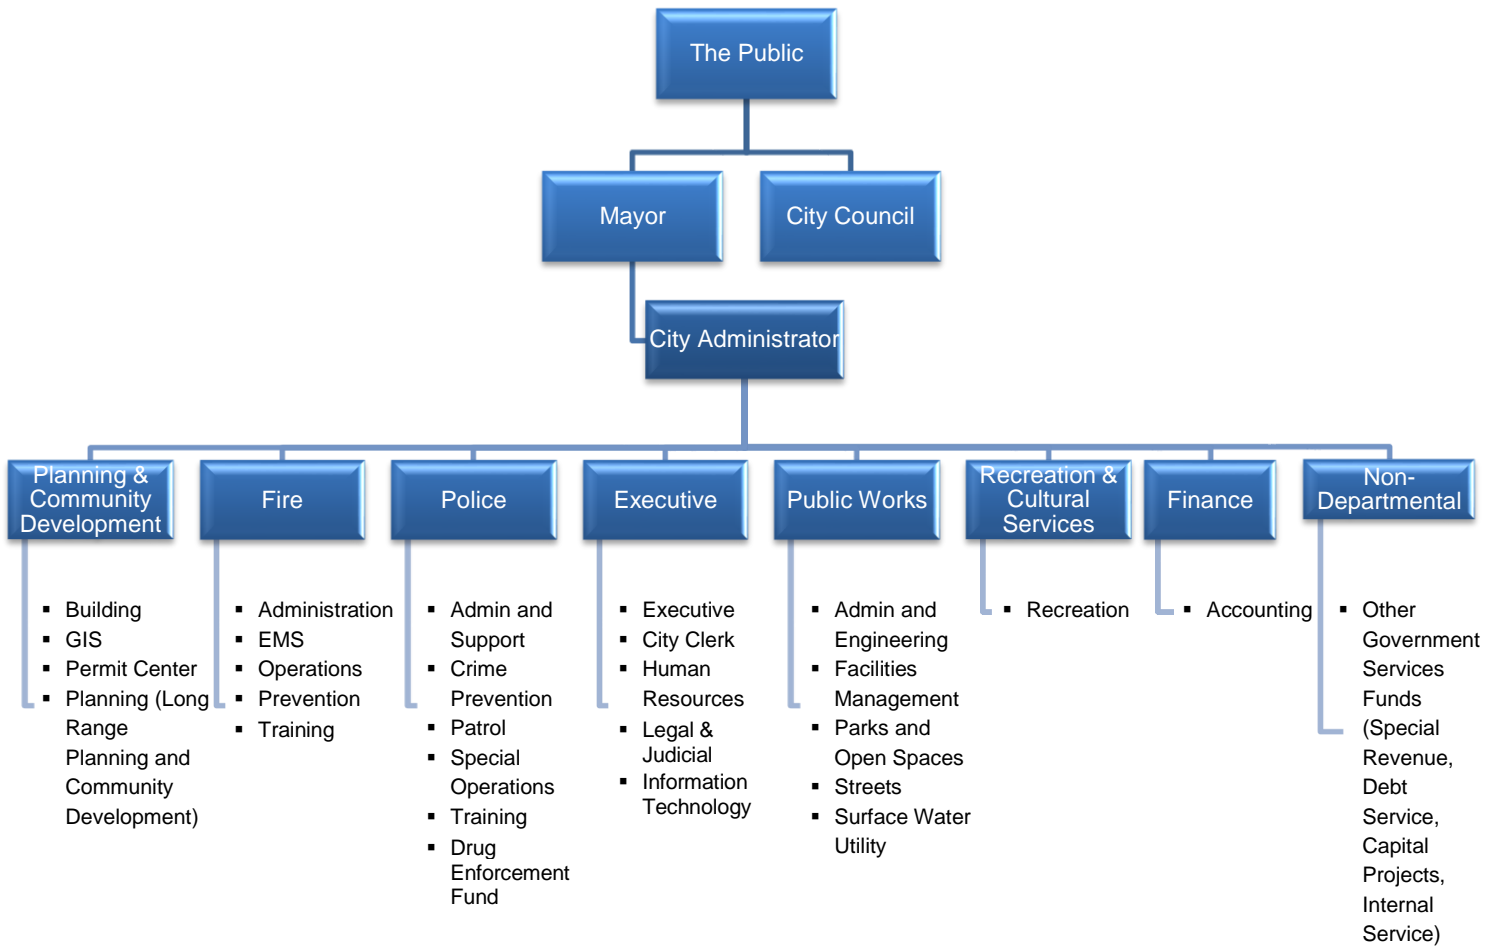 The Public
Mayor
City Council
City Administrator
Planning &
Community
Development
Fire
Police
Executive
Public Works
Recreation &
Cultural
Services
Finance
Non-
Departmental
▪ Building
▪ GIS
▪ Permit Center
▪ Planning (Long
Range
Planning and
Community
Development)
▪ Administration
▪ EMS
▪ Operations
▪ Prevention
▪ Training
▪ Admin and
Support
▪ Crime
Prevention
▪ Patrol
▪ Special
Operations
▪ Training
▪ Drug
Enforcement
Fund
▪ Executive
▪ City Clerk
▪ Human
Resources
▪ Legal &
Judicial
▪ Information
Technology
▪ Admin and
Engineering
▪ Facilities
Management
▪ Parks and
Open Spaces
▪ Streets
▪ Surface Water
Utility
▪ Recreation
▪ Accounting
▪ Other
Government
Services
Funds
(Special
Revenue,
Debt
Service,
Capital
Projects,
Internal
Service)